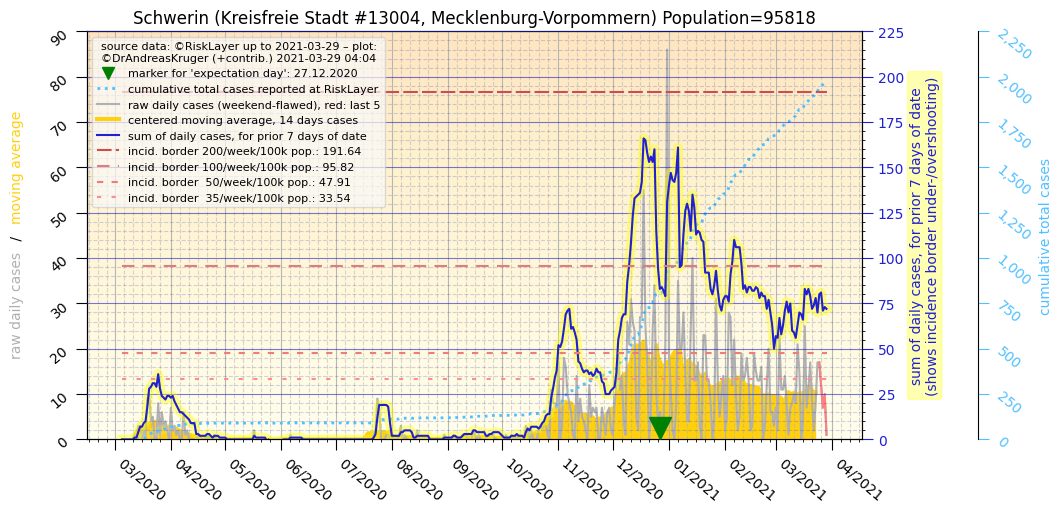 Schwerin (Kreisfreie Stadt #13004, Mecklenburg-Vorpommern) Population=95818
source data: ©RiskLayer up to 2021-03-29 – plot:
©DrAndreasKruger (+contrib.) 2021-03-29 04:04
marker for 'expectation day': 27.12.2020
cumulative total cases reported at RiskLayer
raw daily cases (weekend-flawed), red: last 5
centered moving average, 14 days cases
sum of daily cases, for prior 7 days of date
incid. border 200/week/100k pop.: 191.64
incid. border 100/week/100k pop.: 95.82
incid. border  50/week/100k pop.: 47.91
incid. border  35/week/100k pop.: 33.54
raw daily cases / moving average
90
80
70
60
50
40
30
20
10
0
03/2020
04/2020
05/2020
06/2020
07/2020
08/2020
09/2020
10/2020
11/2020
12/2020
01/2021
02/2021
03/2021
04/2021
225
200
175
150
125
100
75
50
25
0
sum of daily cases, for prior 7 days of date
(shows incidence border under-/overshooting)
2,250
2,000
1,750
1,500
1,250
1,000
750
500
250
0
cumulative total cases